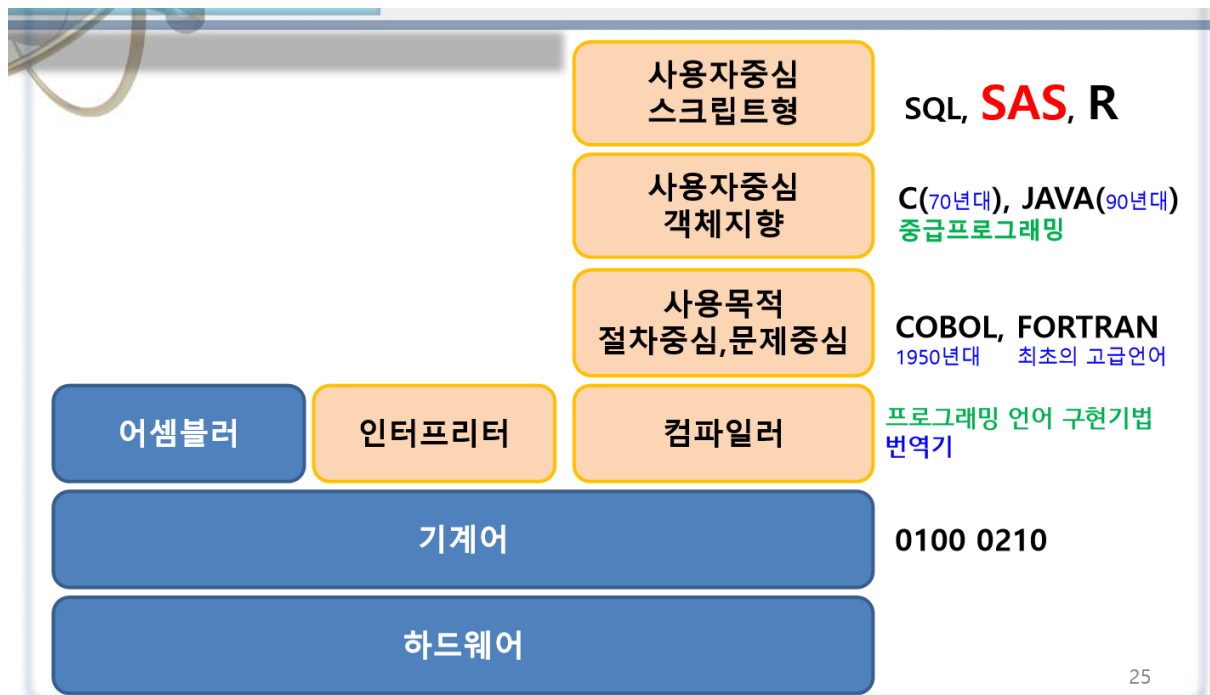 사용자중심
스크립트형
SQL, SAS, R
사용자중심
객체지향
C(70년대), JAVA(90년대)
중급프로그래밍
사용목적
절차중심,문제중심
COBOL, FORTRAN
1950년대 최초의 고급언어
어셈블러
인터프리터
컴파일러
프로그래밍 언어 구현기법
번역기
기계어
0100 0210
하드웨어
25